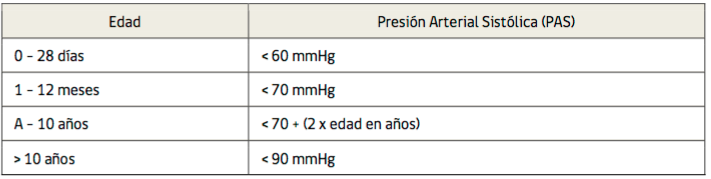 Edad Presión Arterial Sistólica (PAS)
0 – 28 días < 60 mmHg
1 – 12 meses < 70 mmHg
A – 10 años < 70 + (2 x edad en años)
> 10 años < 90 mmHg